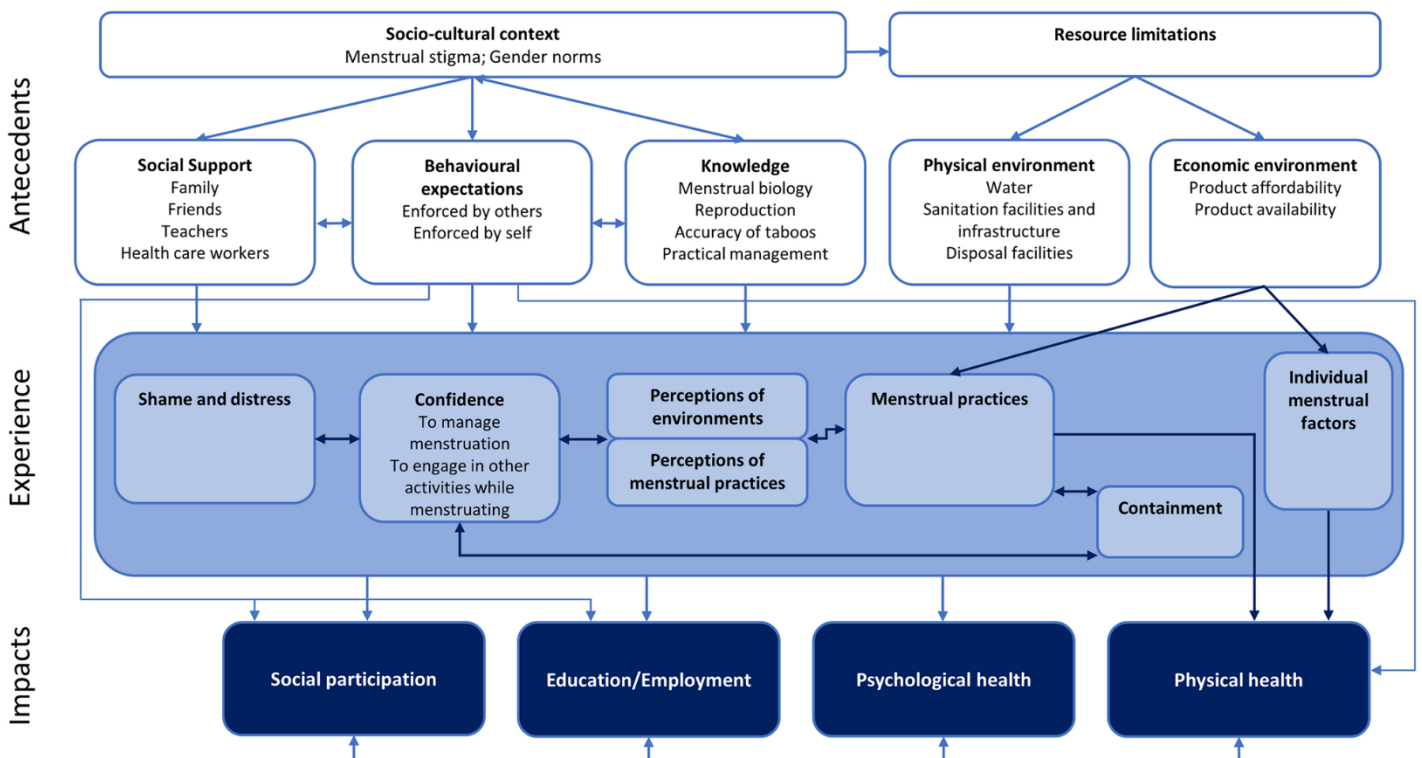 Antecedents
Socio-cultural context
Menstrual stigma; Gender norms
Resource limitations
Social Support
Family
Friends
Teachers
Health care workers
Behavioural
expectations
Enforced by others
Enforced by self
Knowledge
Menstrual biology
Reproduction
Accuracy of taboos
Practical management
Physical environment
Water
Sanitation facilities and
infrastructure
Disposal facilities
Economic environment
Product affordability
Product availability
Experience
Shame and distress
Confidence
To manage
menstruation
To engage in other
activities while
menstruating
Perceptions of
environments
Perceptions of
menstrual practices
Menstrual practices
Containment
Individual
menstrual
factors
Impacts
Social participation
Education/Employment
Psychological health
Physical health